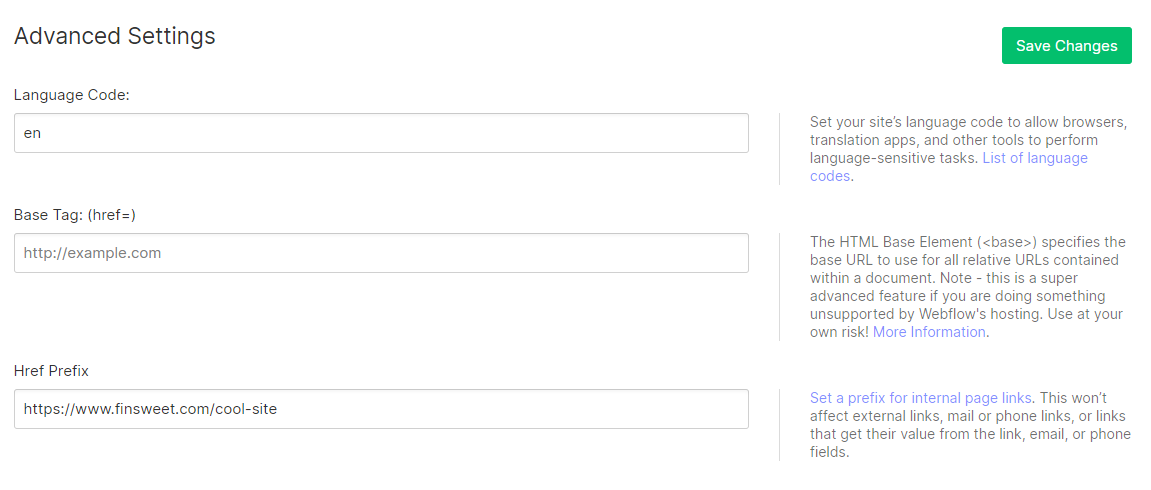 Advanced Settings
Save Changes
Language Code:
en
Set your site’s language code to allow browsers,
translation apps, and other tools to perform
language-sensitive tasks. List of language
codes.
Base Tag: (href=)
http://example.com
The HTML Base Element (<base>) specifies the
base URL to use for all relative URLs contained
within a document. Note - this is a super
advanced feature if you are doing something
unsupported by Webflow's hosting. Use at your
own risk! More Information.
Href Prefix
https://www.finsweet.com/cool-site
Set a prefix for internal page links. This won’t
affect external links, mail or phone links, or links
that get their value from the link, email, or phone
fields.